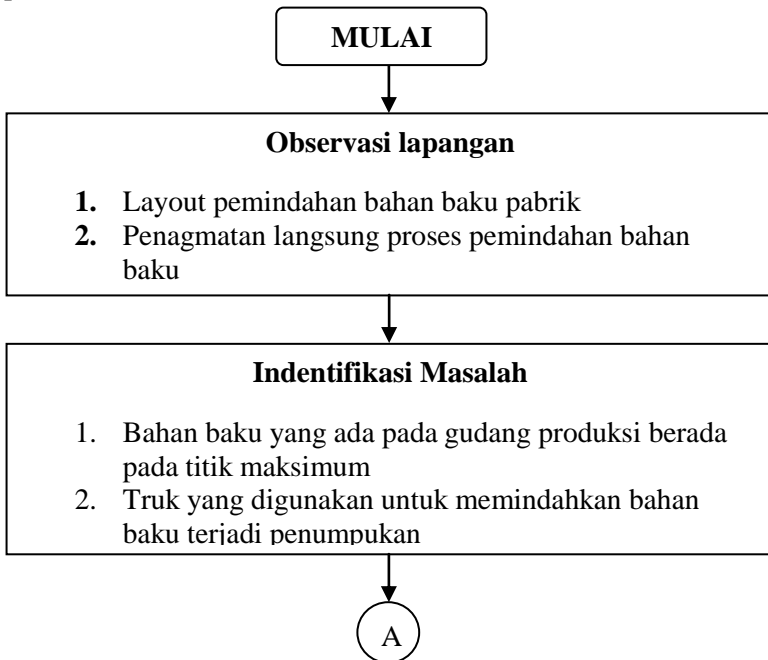 MULAI
Observasi lapangan
1. Layout pemindahan bahan baku pabrik
2. Penagmatan langsung proses pemindahan bahan
baku
Indentifikasi Masalah
1. Bahan baku yang ada pada gudang produksi berada
pada titik maksimum
2. Truk yang digunakan untuk memindahkan bahan
baku terjadi penumpukan
A